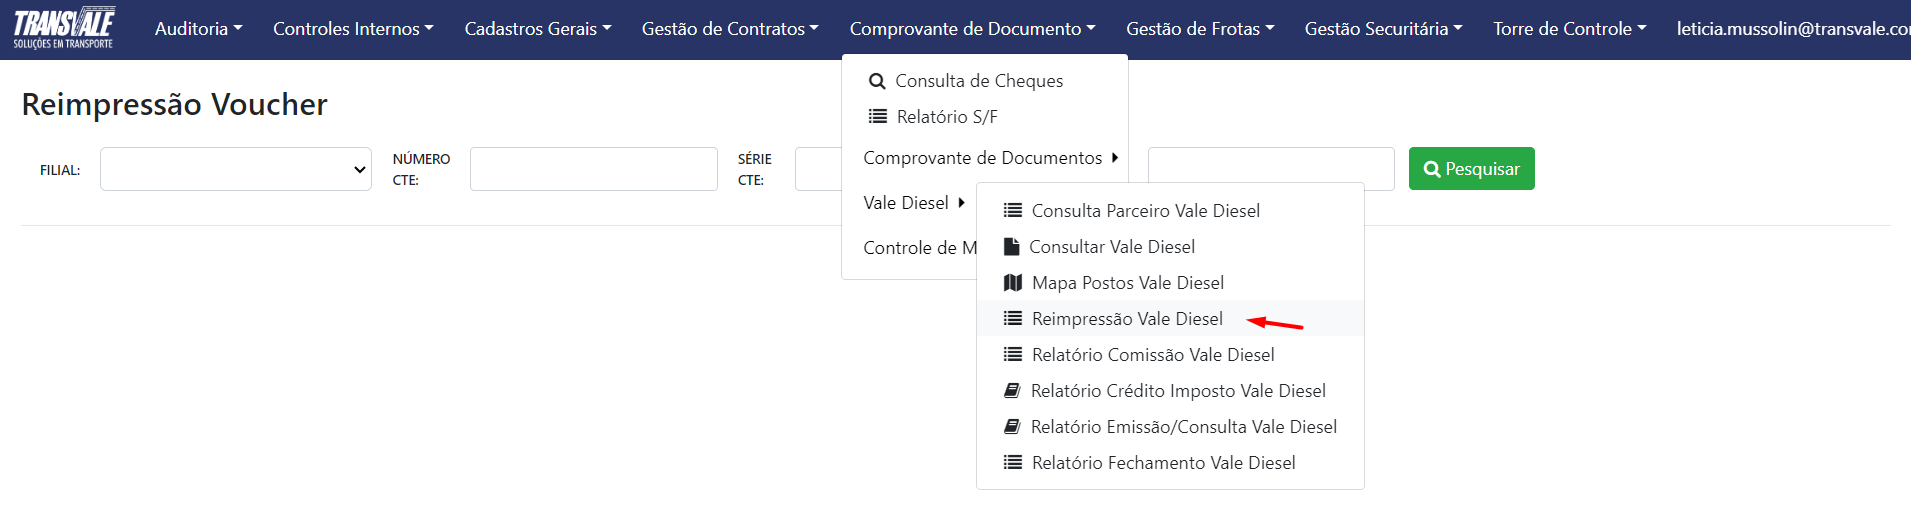 TRANSVALE
SOLUÇÕES EM TRANSPORTE
Auditoria
Controles Internos
Cadastros Gerais
Gestão de Contratos
Comprovante de Documento
Gestão de Frotas
Gestão Securitária
Torre de Controle
leticia.mussolin@transvale.co
Consulta de Cheques
Relatório S/F
Comprovante de Documentos
Vale Diesel
Controle de M
Reimpressão Voucher
FILIAL:
NÚMERO
CTE:
SÉRIE
CTE:
Pesquisar
Consulta Parceiro Vale Diesel
Consultar Vale Diesel
Mapa Postos Vale Diesel
Reimpressão Vale Diesel
Relatório Comissão Vale Diesel
Relatório Crédito Imposto Vale Diesel
Relatório Emissão/Consulta Vale Diesel
Relatório Fechamento Vale Diesel